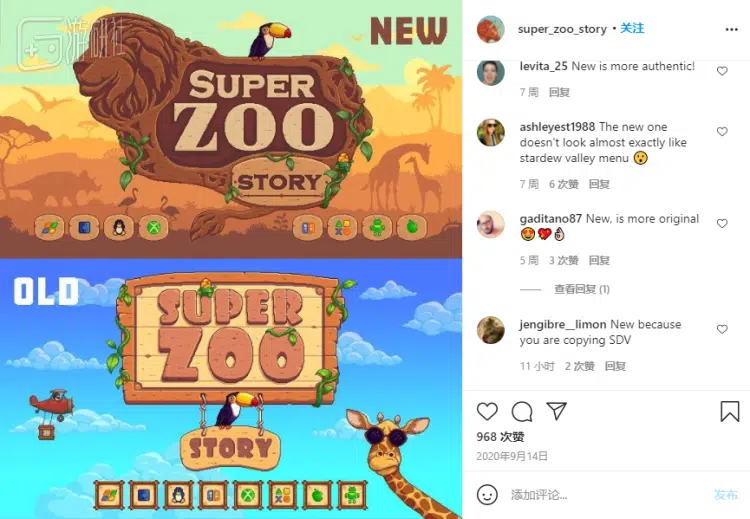 游研社
NEW
SUPER
ZOO
STORY
OLD
SUPER
ZOO
STORY
super_zoo_story • 关注
levita_25 New is more authentic!
7 周 回复
ashleyest1988 The new one
doesn't look almost exactly like
stardew valley menu 😮
7 周 6 次赞 回复
gaditano87 New, is more original
😍💖👌🏻
5 周 3 次赞 回复
查看回复 (1)
jengibre__limon New because
you are copying SDV
11 小时 2 次赞 回复
968 次赞
2020年9月14日
添加评论... 发布